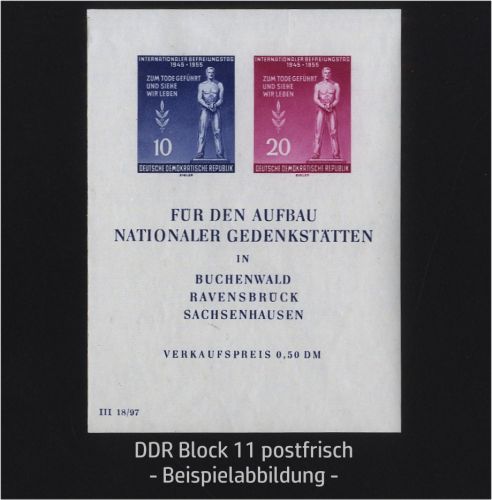 INTERNATIONALER BEFREIUNGSTAG
1945 - 1955
ZUM TODE GEFÜHRT
UND SIEHE
WIR LEBEN
10
DEUTSCHE DEMOKRATISCHE REPUBLIK
EIGLER
INTERNATIONALER BEFREIUNGSTAG
1945 - 1955
ZUM TODE GEFÜHRT
UND SIEHE
WIR LEBEN
20
DEUTSCHE DEMOKRATISCHE REPUBLIK
EIGLER
FÜR DEN AUFBAU
NATIONALER GEDENKSTÄTTEN
IN
BUCHENWALD
RAVENSBRÜCK
SACHSENHAUSEN
VERKAUFSPREIS 0,50 DM
III 18/97
DDR Block 11 postfrisch
- Beispielabbildung -